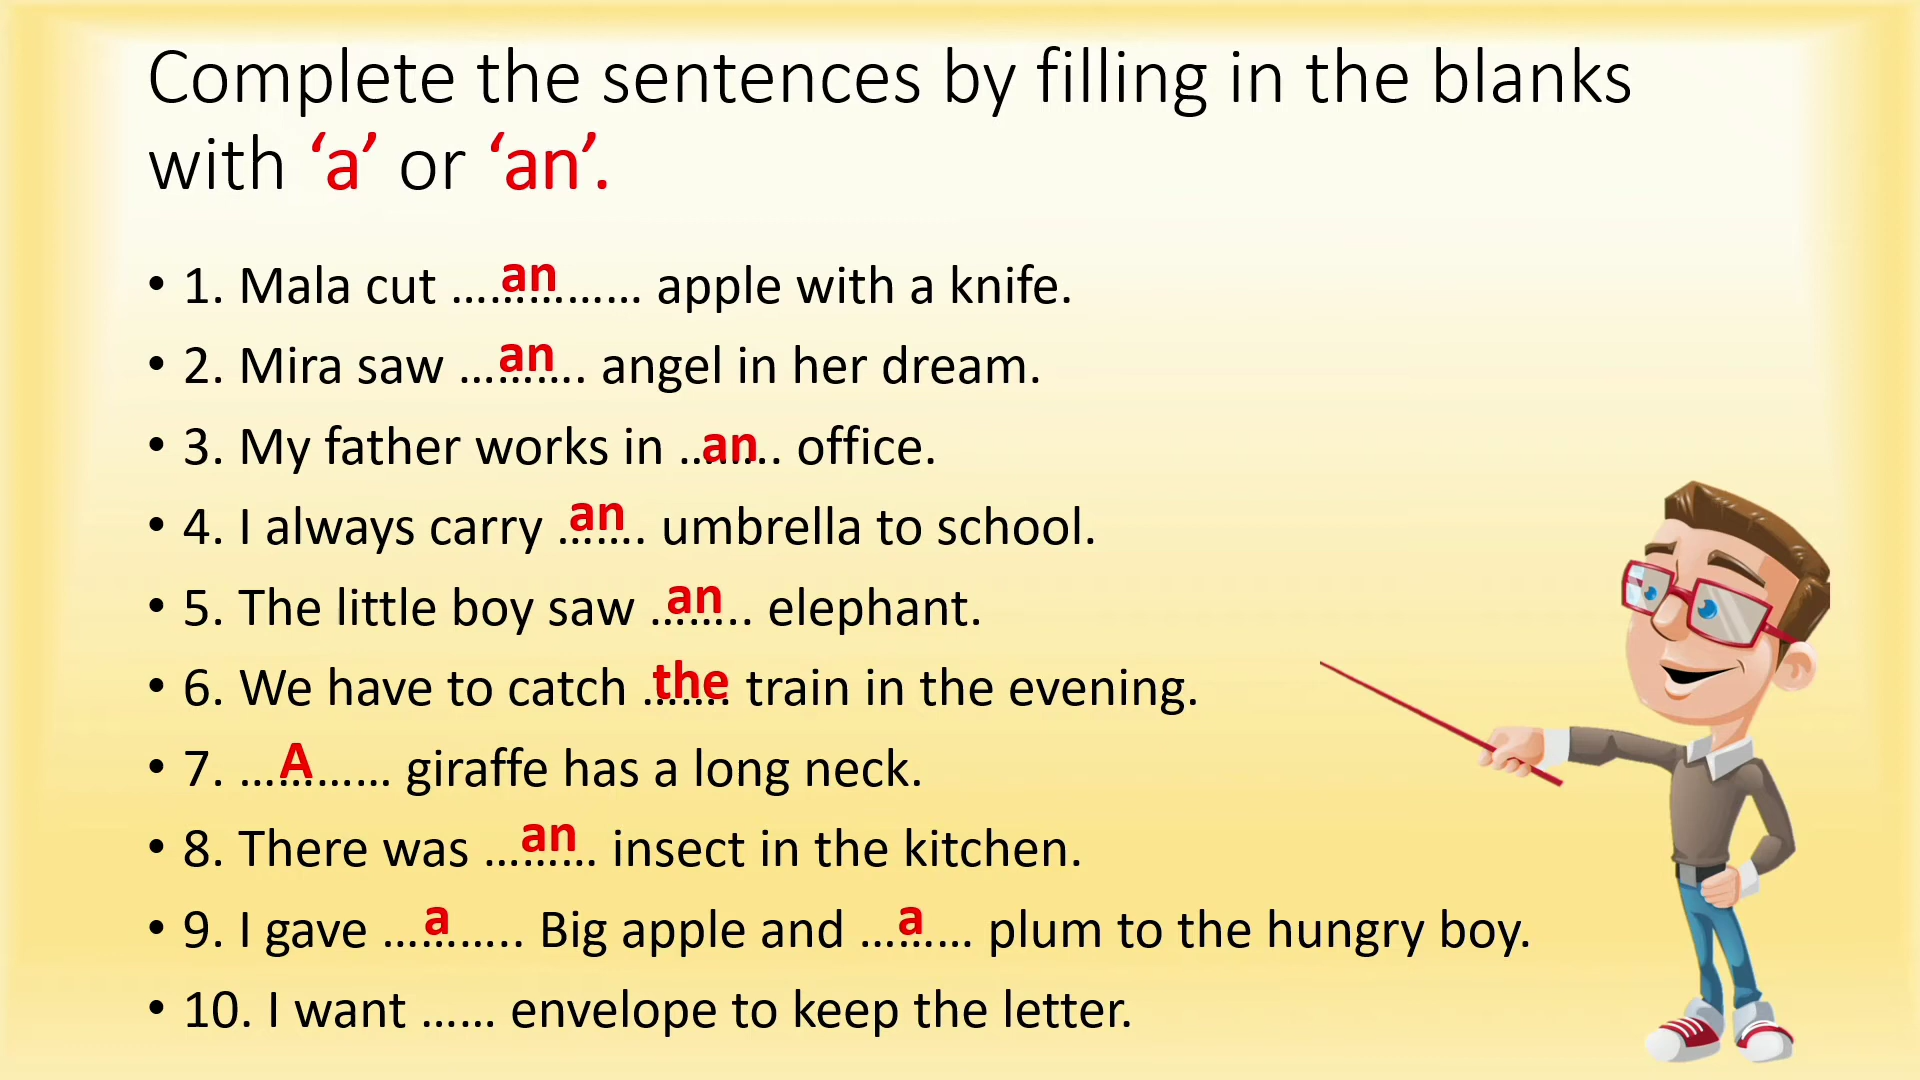 Complete the sentences by filling in the blanks
with ‘a’ or ‘an’.
• 1. Mala cut ……an……… apple with a knife.
• 2. Mira saw …an……. angel in her dream.
• 3. My father works in …an….. office.
• 4. I always carry …an…. umbrella to school.
• 5. The little boy saw …an….. elephant.
• 6. We have to catch …the…. train in the evening.
• 7. …A……… giraffe has a long neck.
• 8. There was …an…… insect in the kitchen.
• 9. I gave …a…….. Big apple and …a…… plum to the hungry boy.
• 10. I want …… envelope to keep the letter.